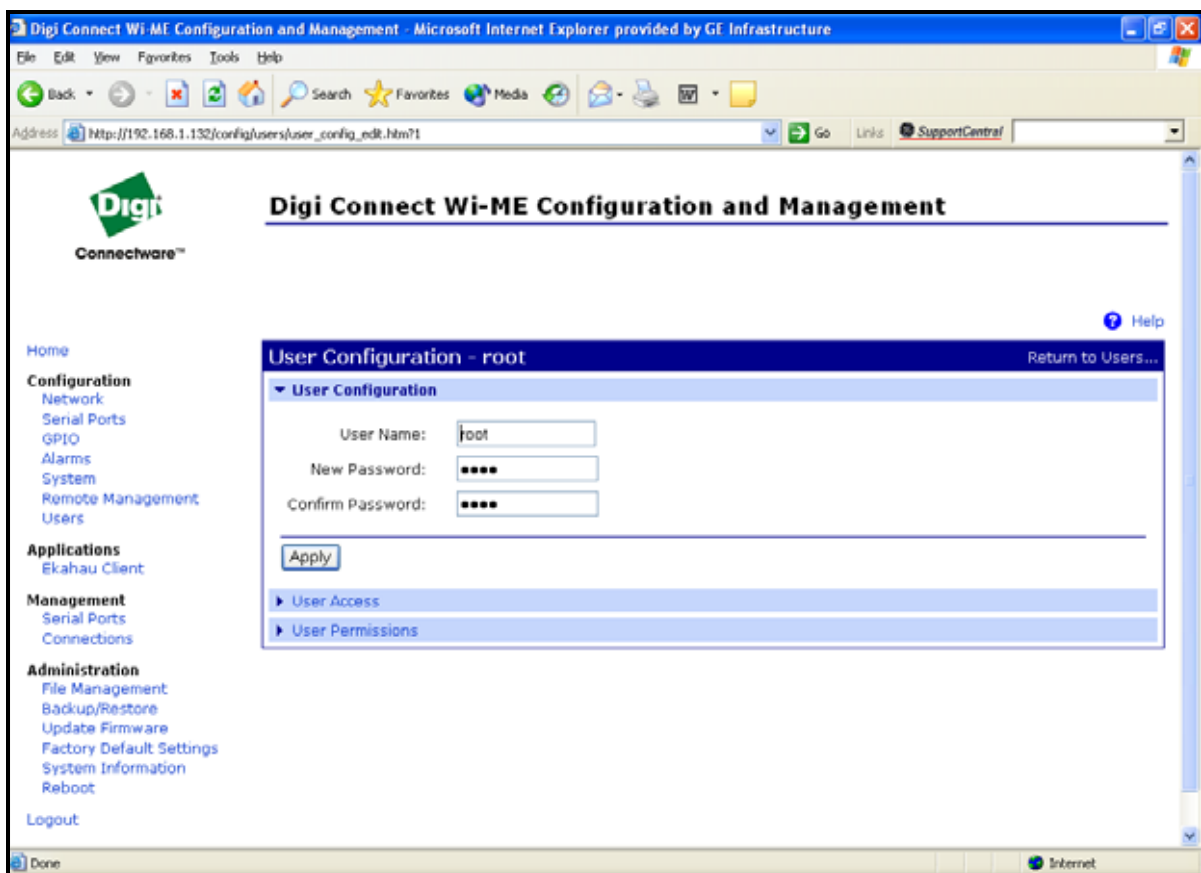 Digi Connect Wi-ME Configuration and Management - Microsoft Internet Explorer provided by GE Infrastructure
File Edit View Favorites Tools Help
Back Search Favorites Media
Address http://192.168.1.132/config/users/user_config_edit.htm?1 Go Links SupportCentral
Digi
Connectware™
Digi Connect Wi-ME Configuration and Management
Help
Home
Configuration
Network
Serial Ports
GPIO
Alarms
System
Remote Management
Users
Applications
Ekahau Client
Management
Serial Ports
Connections
Administration
File Management
Backup/Restore
Update Firmware
Factory Default Settings
System Information
Reboot
Logout
User Configuration - root Return to Users...
User Configuration
User Name: root
New Password: ••••
Confirm Password: ••••
Apply
User Access
User Permissions
Done Internet